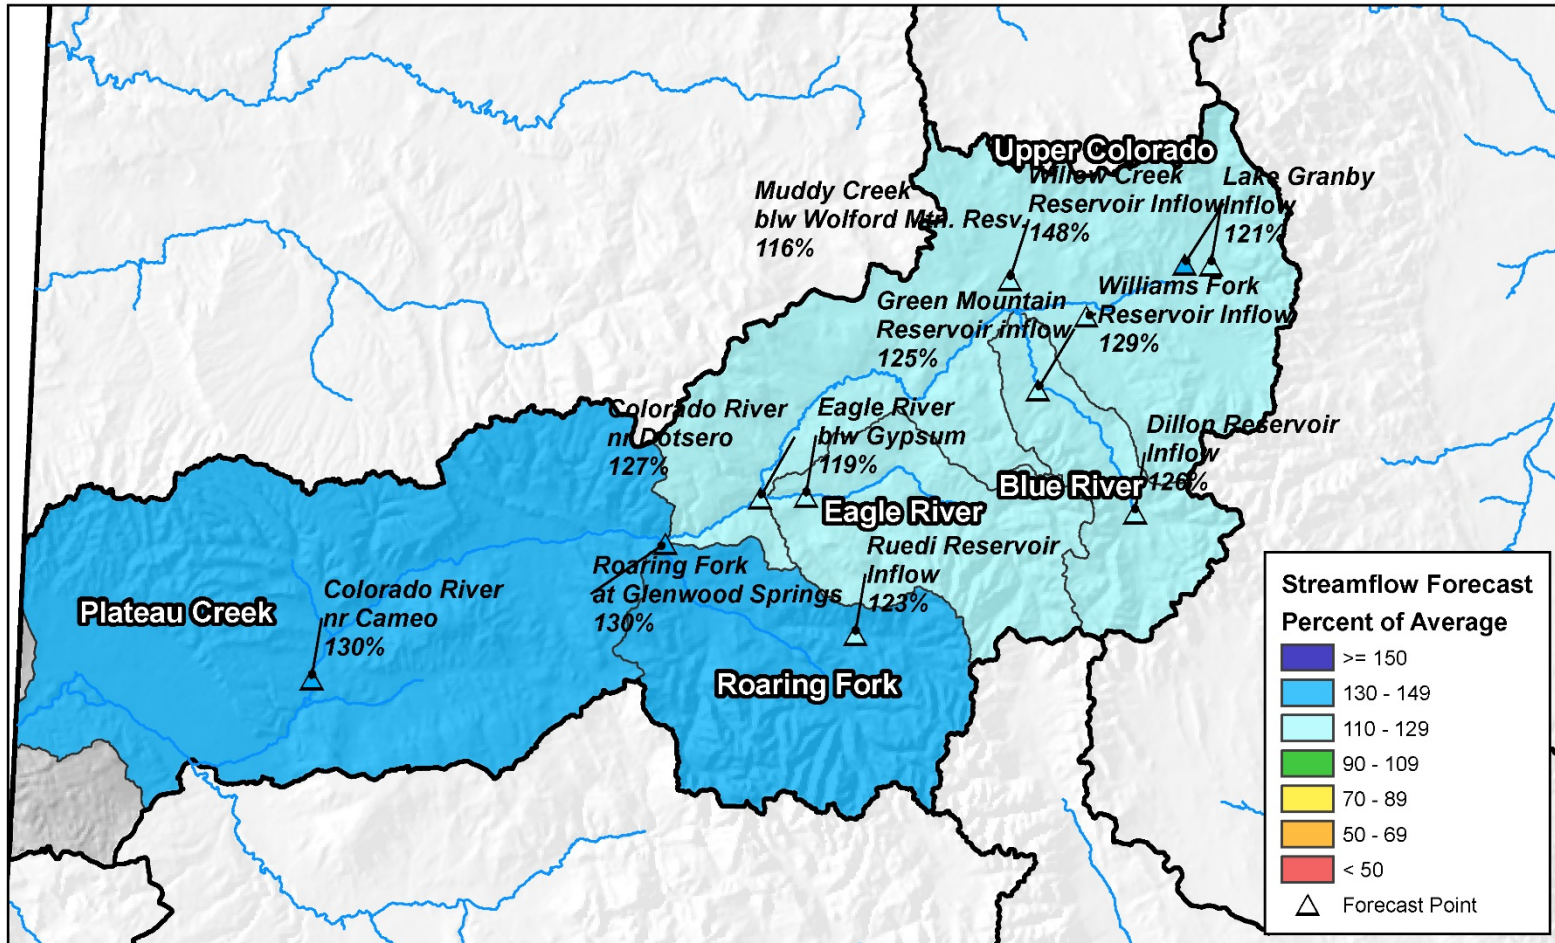 Upper Colorado
Muddy Creek
blw Wolford Mtn. Resv.
116%
Willow Creek
Reservoir Inflow
148%
Lake Granby
Inflow
121%
Green Mountain
Reservoir inflow
125%
Williams Fork
Reservoir Inflow
129%
Colorado River
nr Dotsero
127%
Eagle River
blw Gypsum
119%
Dillon Reservoir
Inflow
126%
Blue River
Eagle River
Ruedi Reservoir
Inflow
123%
Roaring Fork
at Glenwood Springs
130%
Colorado River
nr Cameo
130%
Plateau Creek
Roaring Fork
Streamflow Forecast
Percent of Average
>= 150
130 - 149
110 - 129
90 - 109
70 - 89
50 - 69
< 50
Forecast Point